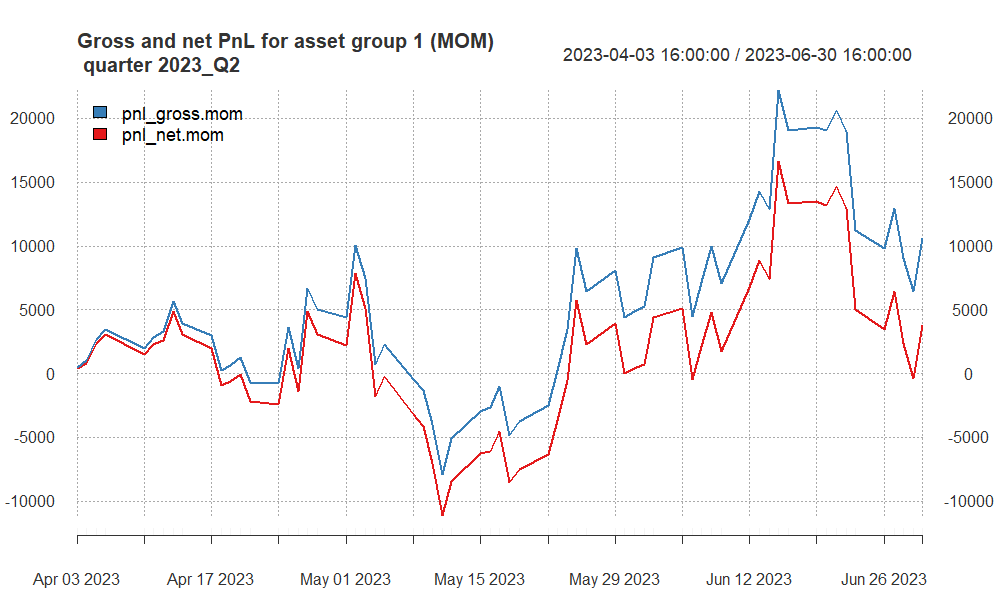 Gross and net PnL for asset group 1 (MOM)
quarter 2023_Q2
2023-04-03 16:00:00 / 2023-06-30 16:00:00
pnl_gross.mom
pnl_net.mom
20000 20000
15000 15000
10000 10000
5000 5000
0 0
-5000 -5000
-10000 -10000
Apr 03 2023 Apr 17 2023 May 01 2023 May 15 2023 May 29 2023 Jun 12 2023 Jun 26 2023